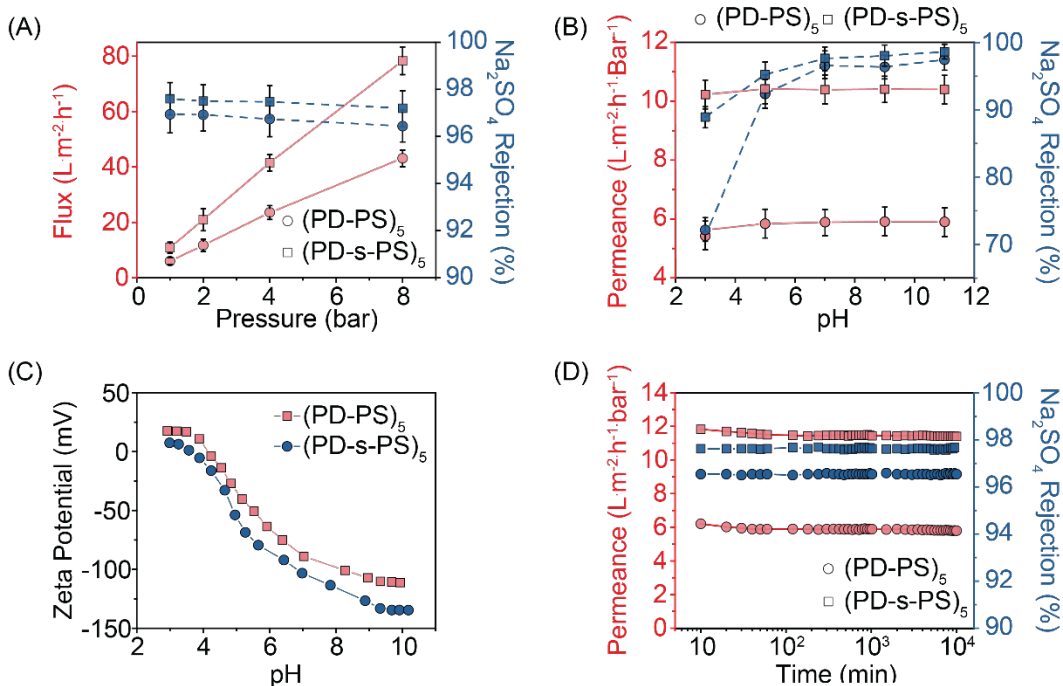 (A)
Flux (L·m⁻²·h⁻¹)
80
60
40
20
0
100
98
96
94
92
90
Na₂SO₄ Rejection (%)
(PD-PS)₅
(PD-s-PS)₅
0 2 4 6 8
Pressure (bar)
(B)
(PD-PS)₅ (PD-s-PS)₅
Permeance (L·m⁻²·h⁻¹·Bar⁻¹)
12
10
8
6
4
100
90
80
70
Na₂SO₄ Rejection (%)
2 4 6 8 10 12
pH
(C)
Zeta Potential (mV)
50
0
-50
-100
-150
(PD-PS)₅
(PD-s-PS)₅
2 4 6 8 10
pH
(D)
Permeance (L·m⁻²·h⁻¹·bar⁻¹)
14
12
10
8
6
4
2
0
100
98
96
94
92
90
Na₂SO₄ Rejection (%)
(PD-PS)₅
(PD-s-PS)₅
10 10² 10³ 10⁴
Time (min)